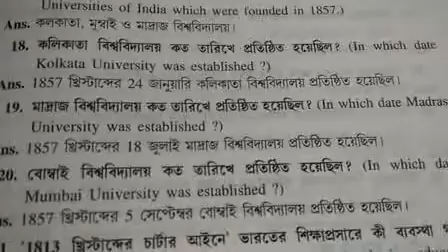 Universities of India which were founded in 1857.)
Ans. কলকাতা, মুম্বাই ও মাদ্রাজ বিশ্ববিদ্যালয়।
18. কলিকাতা বিশ্ববিদ্যালয় কত তারিখে প্রতিষ্ঠিত হয়েছিল? (In which date
Kolkata University was established ?)
Ans. 1857 খ্রিস্টাব্দের 24 জানুয়ারি কলিকাতা বিশ্ববিদ্যালয় প্রতিষ্ঠিত হয়েছিল।
19. মাদ্রাজ বিশ্ববিদ্যালয় কত তারিখে প্রতিষ্ঠিত হয়েছিল? (In which date Madras
University was established ?)
ns. 1857 খ্রিস্টাব্দের 18 জুলাই মাদ্রাজ বিশ্ববিদ্যালয় প্রতিষ্ঠিত হয়েছিল।
20. বোম্বাই বিশ্ববিদ্যালয় কত তারিখে প্রতিষ্ঠিত হয়েছিল? (In which da
Mumbai University was established ?)
s. 1857 খ্রিস্টাব্দের 5 সেপ্টেম্বর বোম্বাই বিশ্ববিদ্যালয় প্রতিষ্ঠিত হয়েছিল।
1. '1813 খ্রিস্টাব্দের চার্টার আইনে' ভারতের শিক্ষাপ্রসারে কী ব্যবস্থা